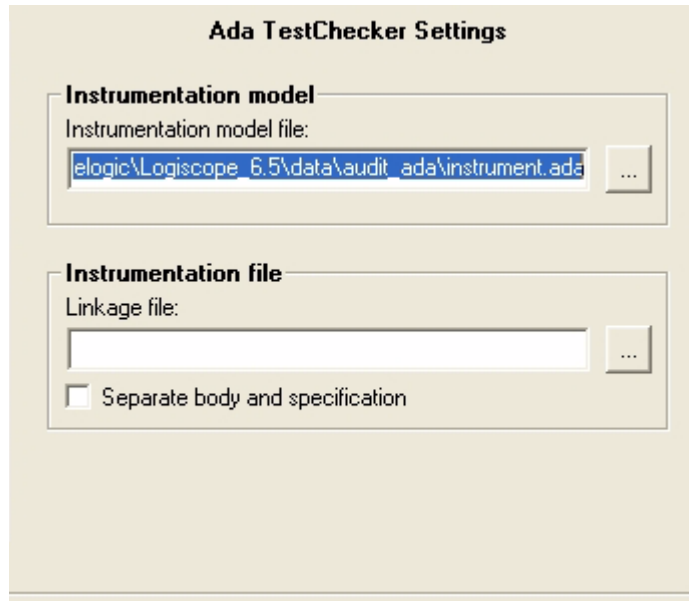 Ada TestChecker Settings
Instrumentation model
Instrumentation model file:
elogic\Logiscope_6.5\data\audit_ada\instrument.ada
...
Instrumentation file
Linkage file:
...
Separate body and specification